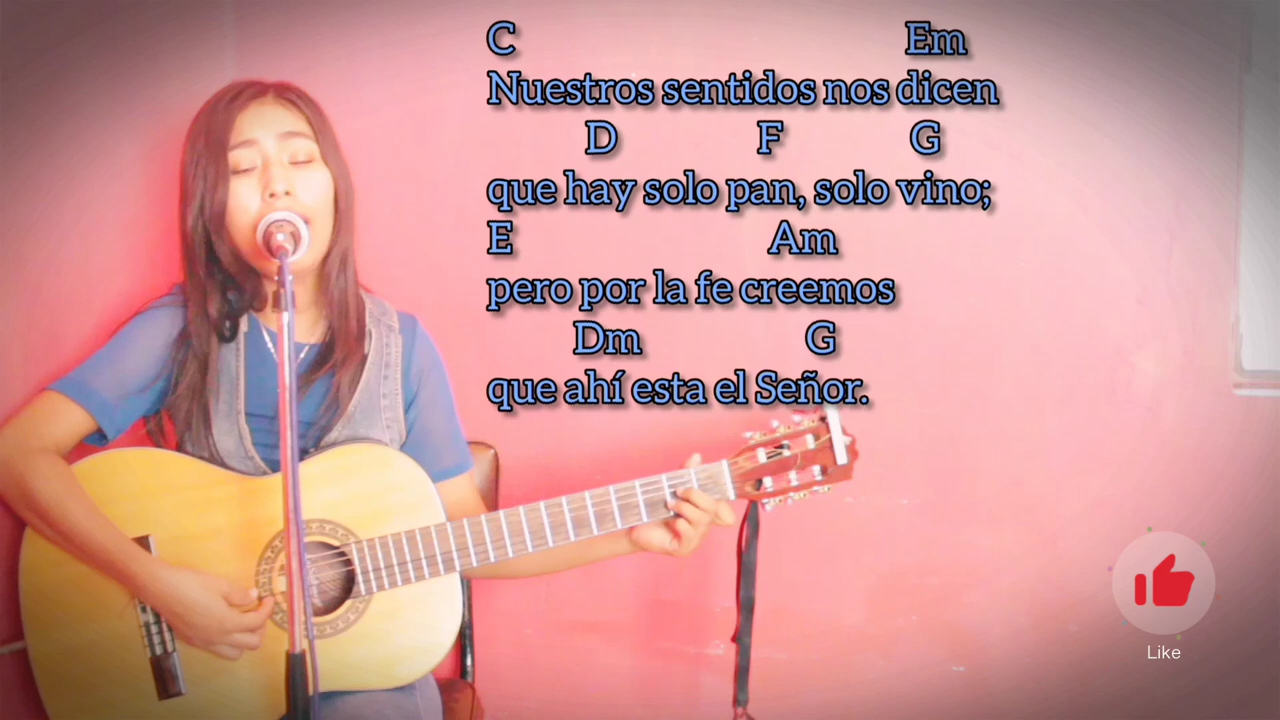 C Em
Nuestros sentidos nos dicen
D F G
que hay solo pan, solo vino;
E Am
pero por la fe creemos
Dm G
que ahí esta el Señor.
Like